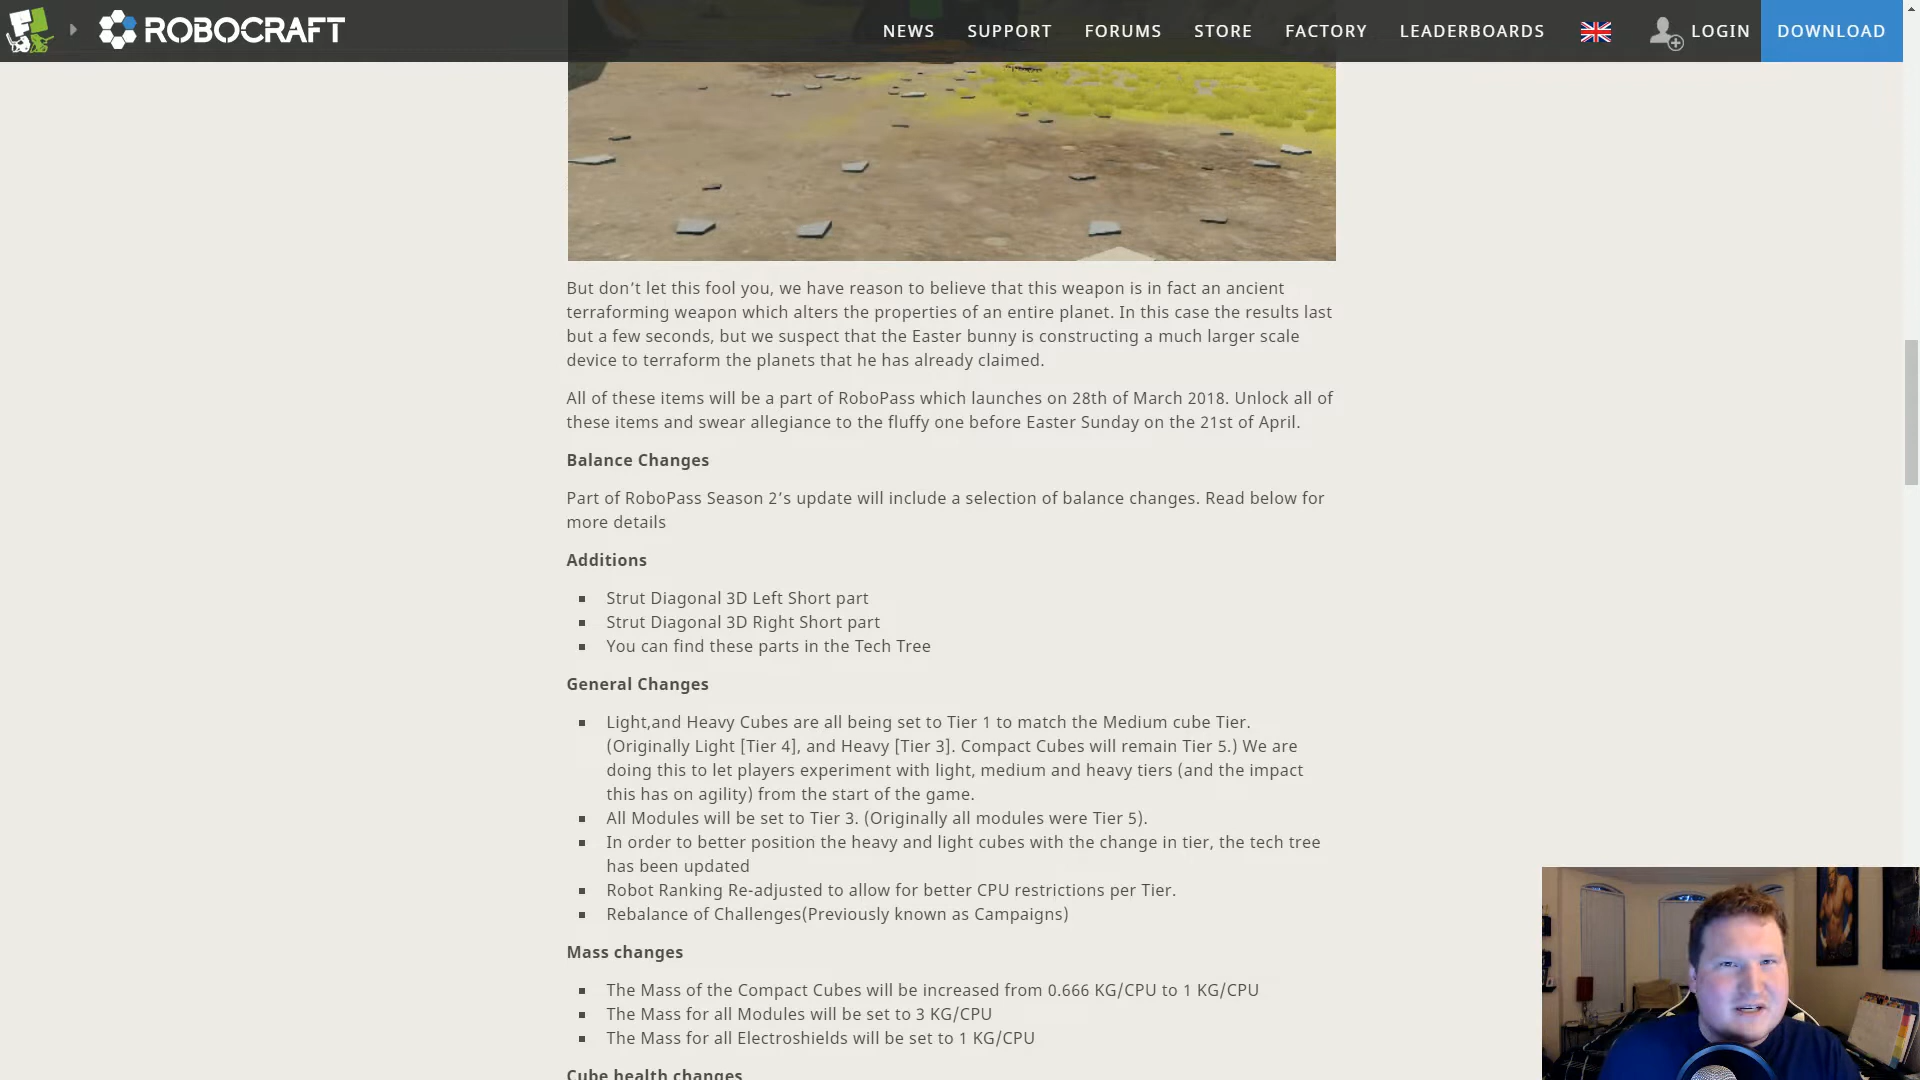 ROBOCRAFT NEWS SUPPORT FORUMS STORE FACTORY LEADERBOARDS LOGIN DOWNLOAD
But don’t let this fool you, we have reason to believe that this weapon is in fact an ancient
terraforming weapon which alters the properties of an entire planet. In this case the results last
but a few seconds, but we suspect that the Easter bunny is constructing a much larger scale
device to terraform the planets that he has already claimed.
All of these items will be a part of RoboPass which launches on 28th of March 2018. Unlock all of
these items and swear allegiance to the fluffy one before Easter Sunday on the 21st of April.
Balance Changes
Part of RoboPass Season 2’s update will include a selection of balance changes. Read below for
more details
Additions
Strut Diagonal 3D Left Short part
Strut Diagonal 3D Right Short part
You can find these parts in the Tech Tree
General Changes
Light,and Heavy Cubes are all being set to Tier 1 to match the Medium cube Tier.
(Originally Light [Tier 4], and Heavy [Tier 3]. Compact Cubes will remain Tier 5.) We are
doing this to let players experiment with light, medium and heavy tiers (and the impact
this has on agility) from the start of the game.
All Modules will be set to Tier 3. (Originally all modules were Tier 5).
In order to better position the heavy and light cubes with the change in tier, the tech tree
has been updated
Robot Ranking Re-adjusted to allow for better CPU restrictions per Tier.
Rebalance of Challenges(Previously known as Campaigns)
Mass changes
The Mass of the Compact Cubes will be increased from 0.666 KG/CPU to 1 KG/CPU
The Mass for all Modules will be set to 3 KG/CPU
The Mass for all Electroshields will be set to 1 KG/CPU
Cube health changes